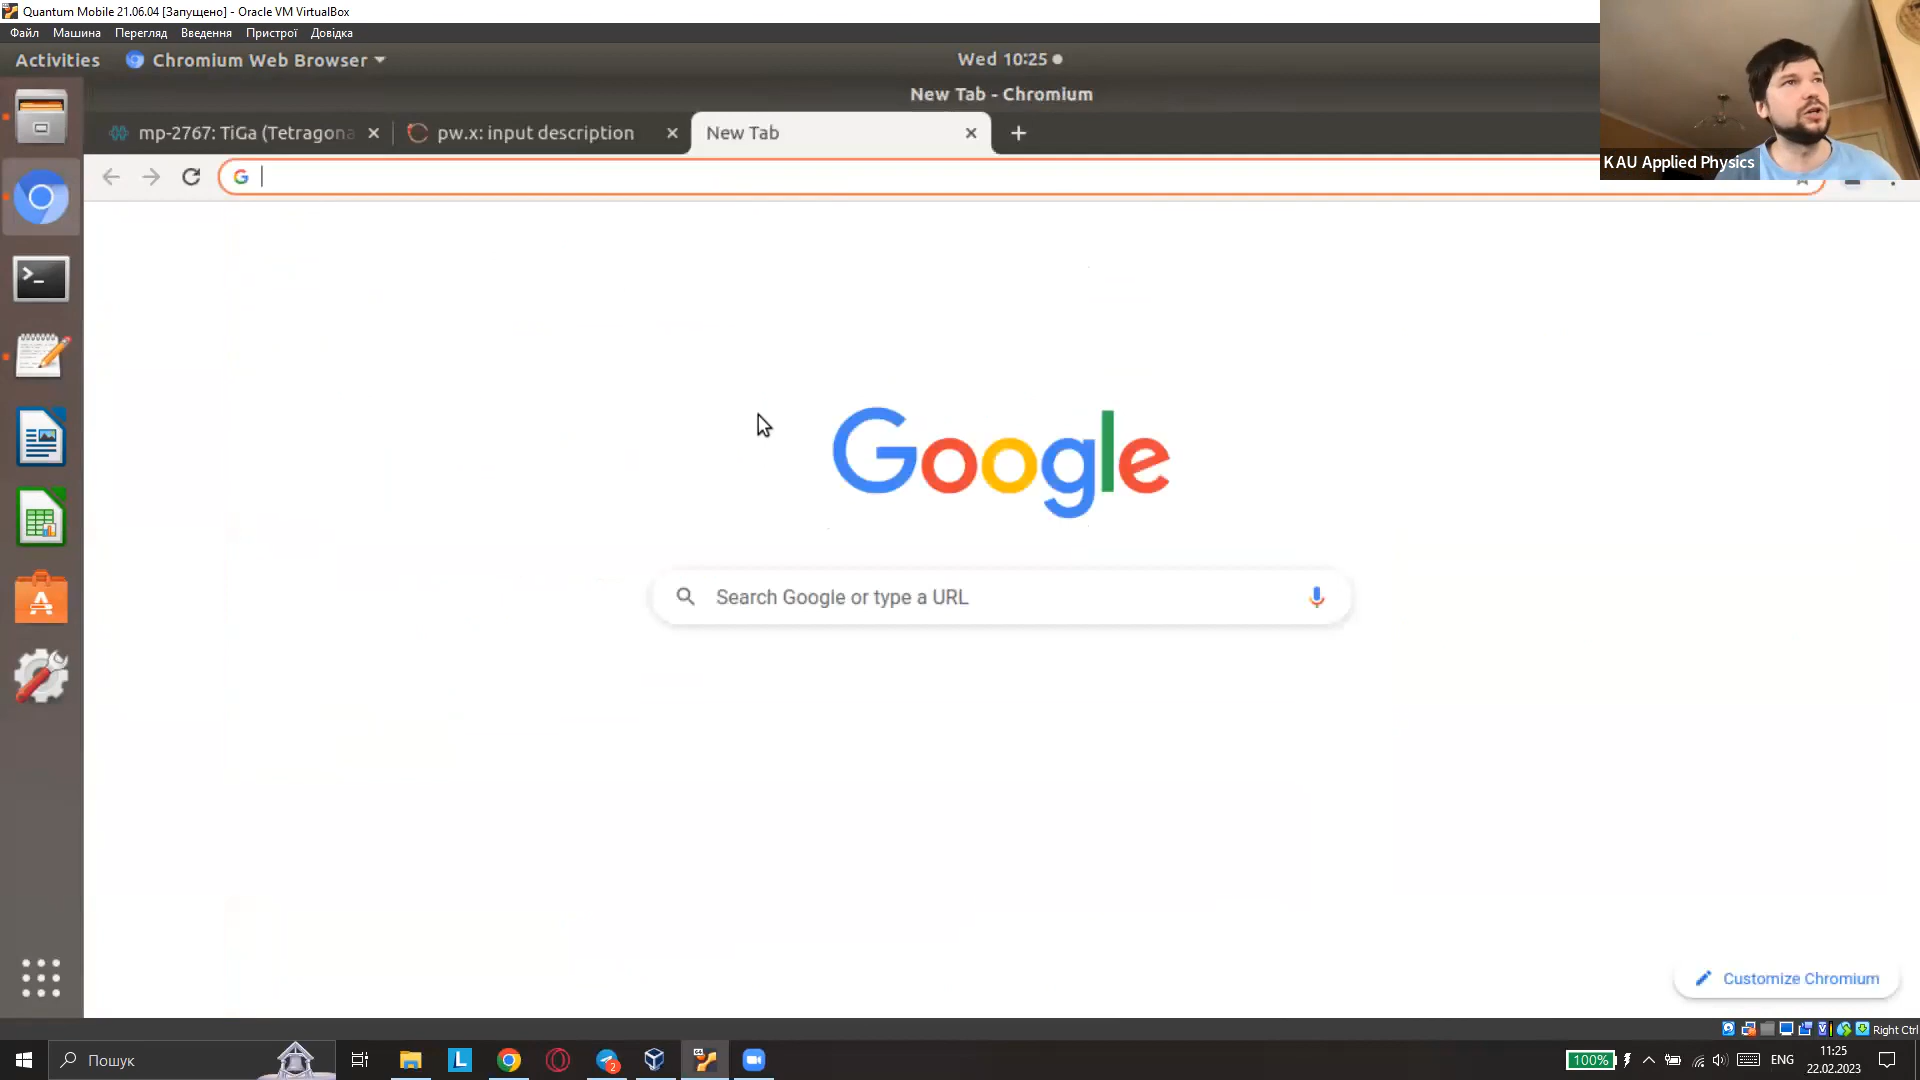 Quantum Mobile 21.06.04 [Запущено] - Oracle VM VirtualBox
Файл Машина Перегляд Введення Пристрої Довідка
Activities Chromium Web Browser Wed 10:25
New Tab - Chromium
mp-2767: TiGa (Tetragona pw.x: input description New Tab
KAU Applied Physics
Google
Search Google or type a URL
Customize Chromium
Right Ctrl
Пошук
2
100%
ENG
11:25
22.02.2023